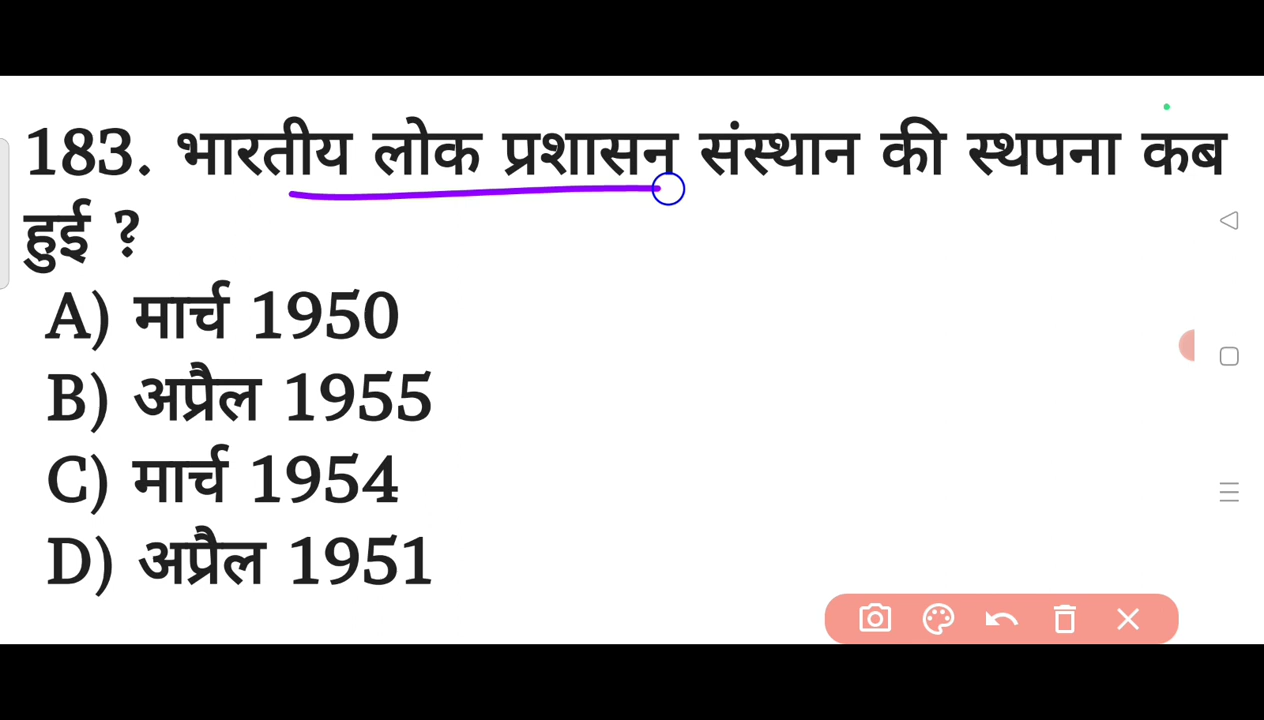 183. भारतीय लोक प्रशासन संस्थान की स्थपना कब
हुई ?
A) मार्च 1950
B) अप्रैल 1955
C) मार्च 1954
D) अप्रैल 1951